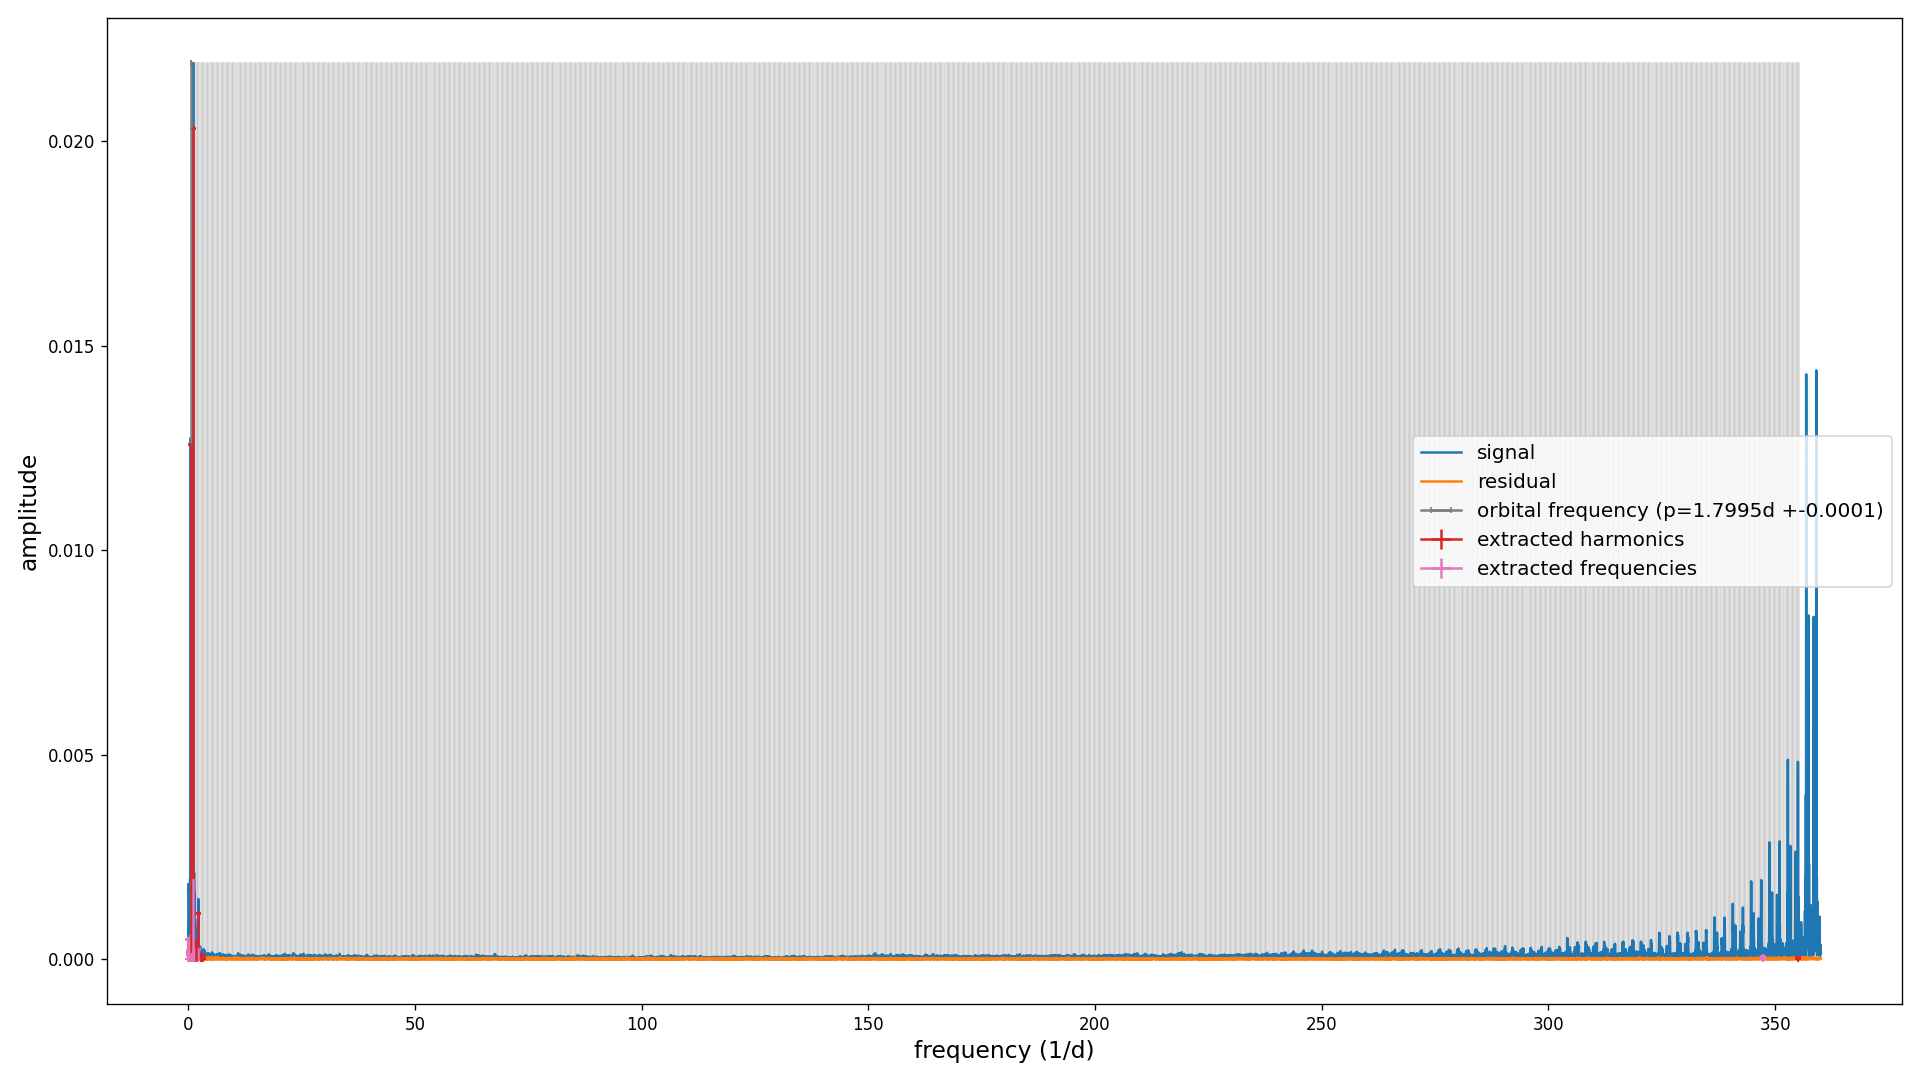 0.020
0.015
0.010
0.005
0.000
amplitude
signal
residual
orbital frequency (p=1.7995d +-0.0001)
extracted harmonics
extracted frequencies
0 50 100 150 200 250 300 350
frequency (1/d)